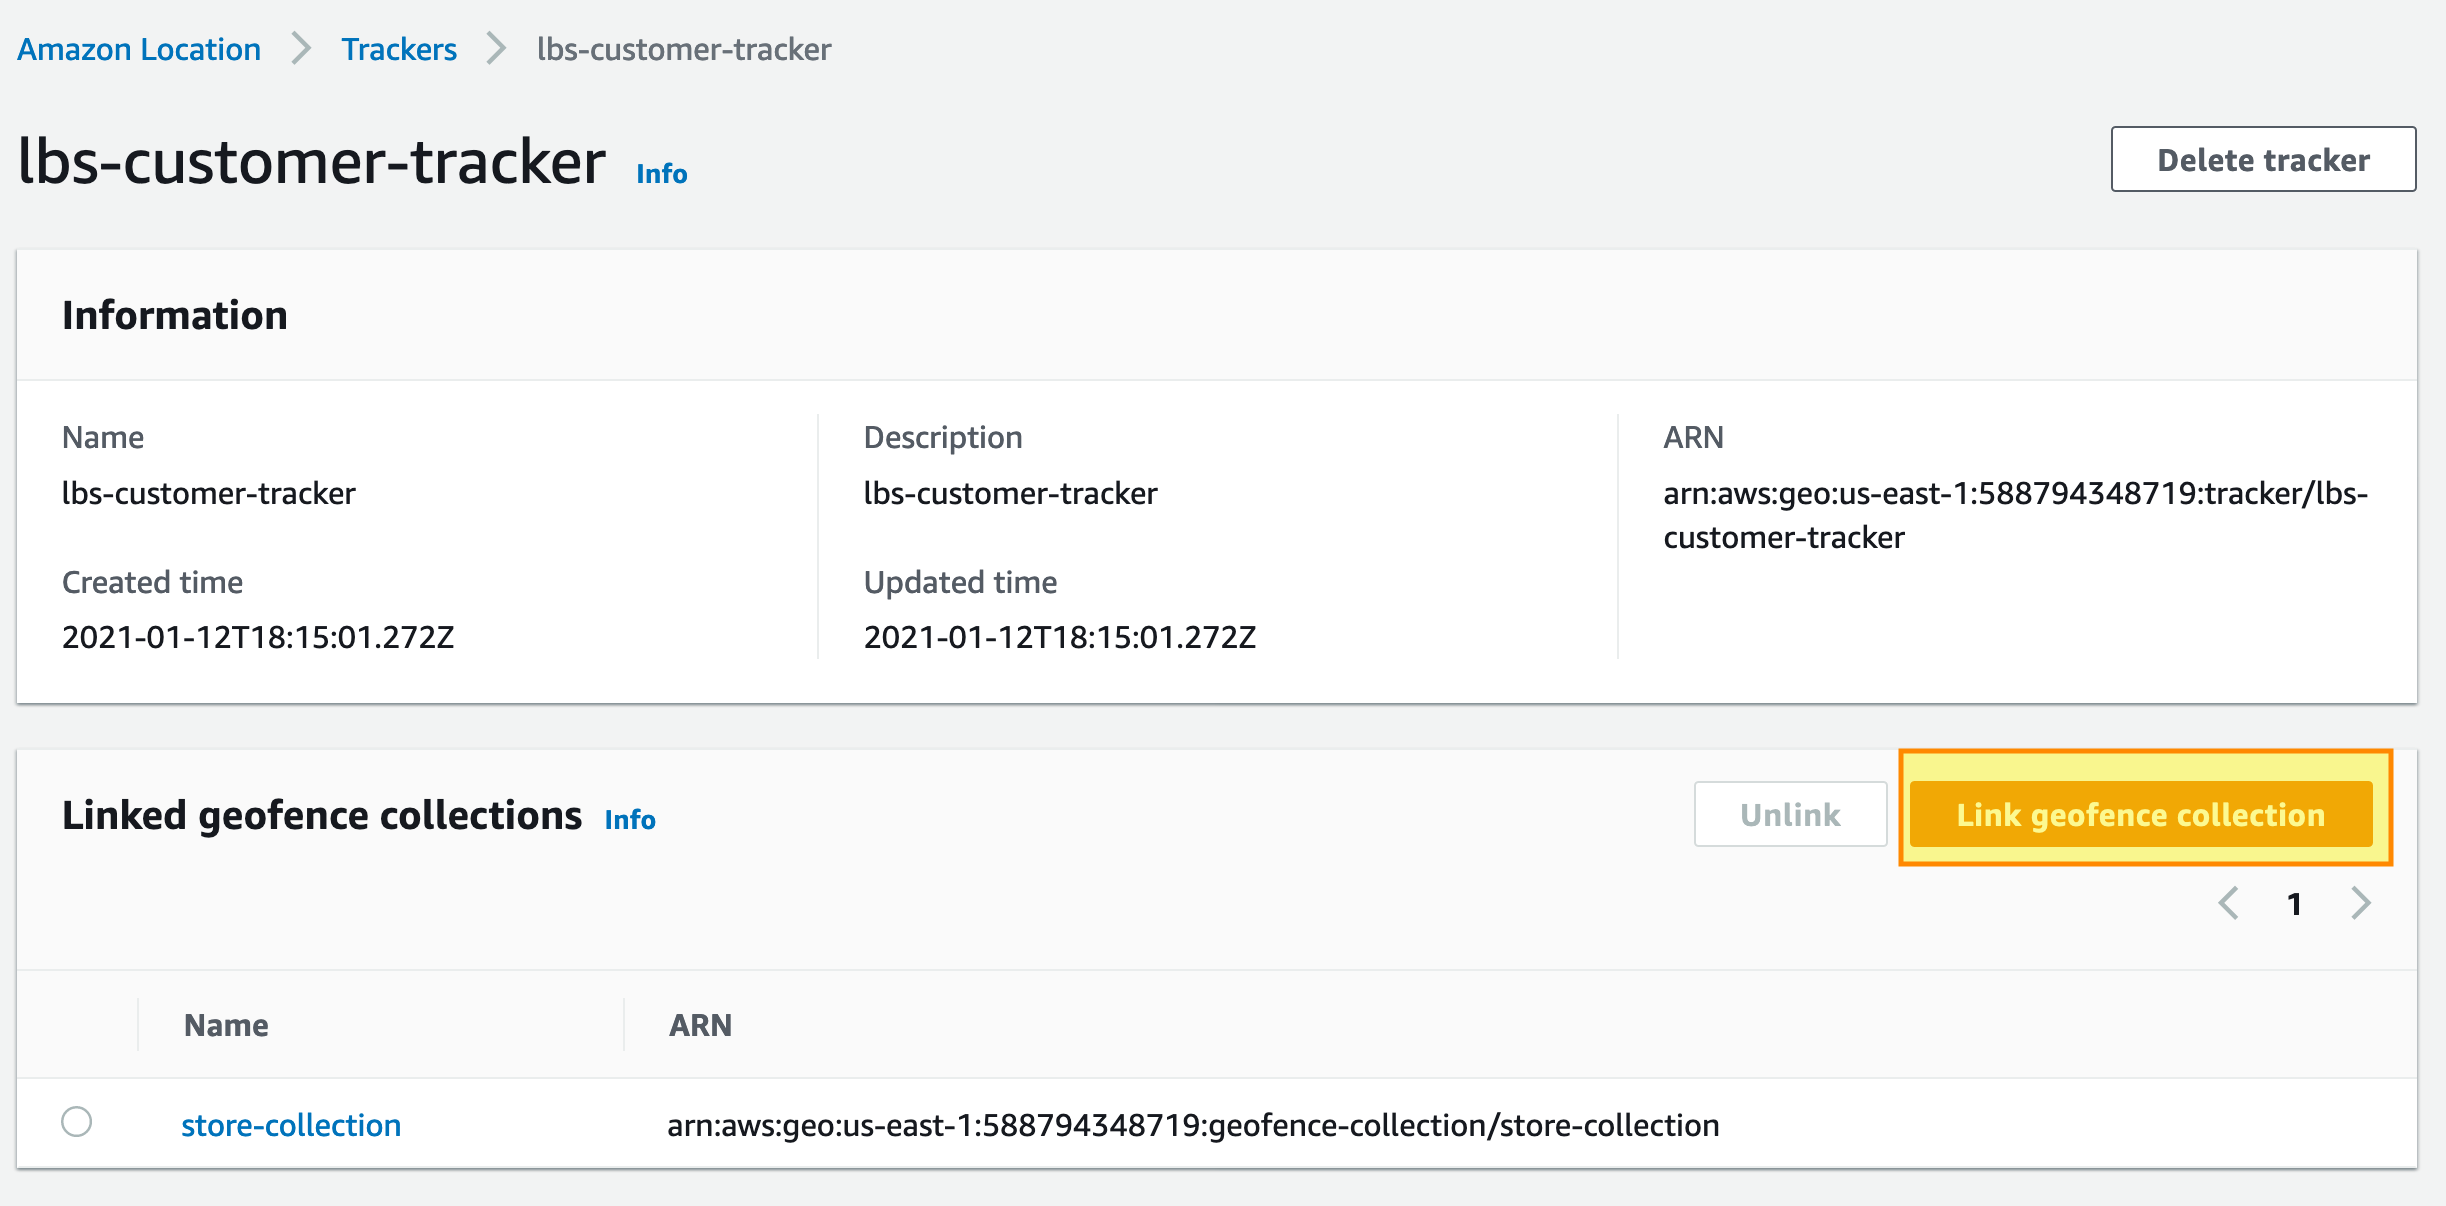 Amazon Location > Trackers > lbs-customer-tracker
lbs-customer-tracker Info
Delete tracker
Information
Name
lbs-customer-tracker
Created time
2021-01-12T18:15:01.272Z
Description
lbs-customer-tracker
Updated time
2021-01-12T18:15:01.272Z
ARN
arn:aws:geo:us-east-1:588794348719:tracker/lbs-
customer-tracker
Linked geofence collections Info
Unlink
Link geofence collection
< 1 >
Name ARN
store-collection arn:aws:geo:us-east-1:588794348719:geofence-collection/store-collection